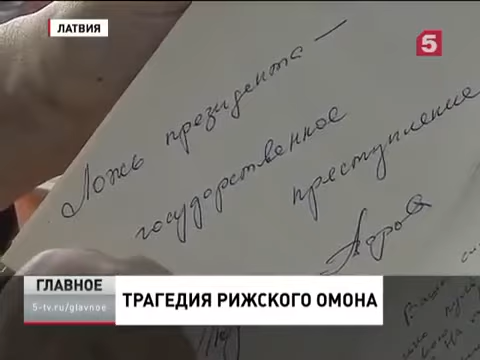 ЛАТВИЯ
5
Ложь президента —
государственное
преступление
ГЛАВНОЕ
5-tv.ru/glavnoe
ТРАГЕДИЯ РИЖСКОГО ОМОНА